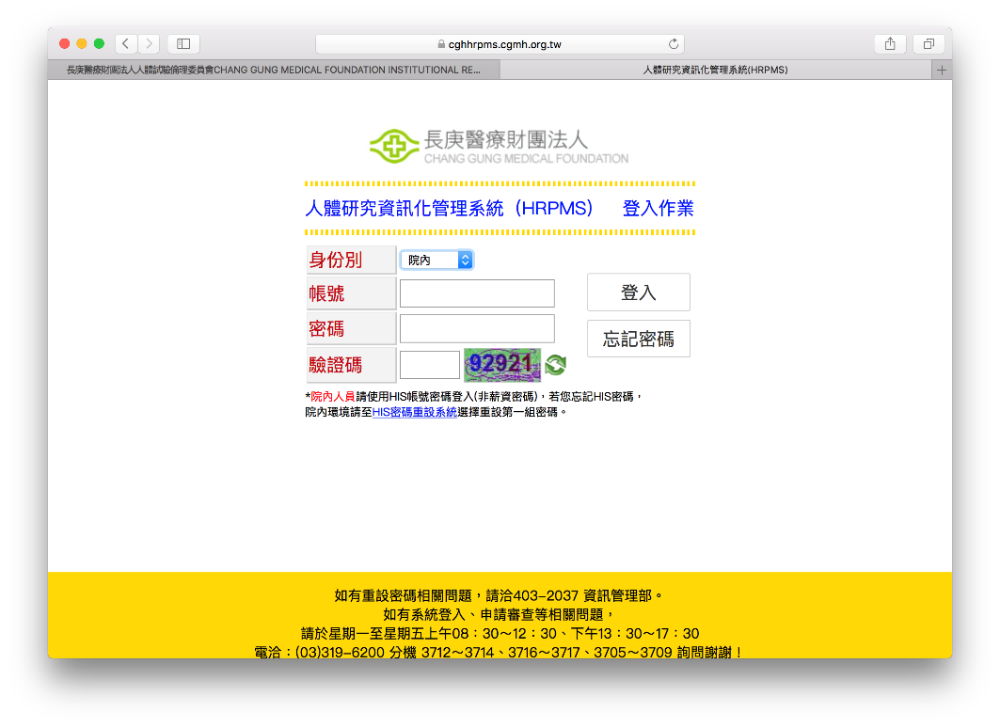 cghhrpms.cgmh.org.tw
長庚醫療財團法人人體試驗倫理委員會CHANG GUNG MEDICAL FOUNDATION INSTITUTIONAL RE...
人體研究資訊化管理系統(HRPMS)
長庚醫療財團法人
CHANG GUNG MEDICAL FOUNDATION
人體研究資訊化管理系統（HRPMS） 登入作業
身份別 院內
帳號
登入
密碼
忘記密碼
驗證碼 92921
*院內人員請使用HIS帳號密碼登入(非薪資密碼)，若您忘記HIS密碼，
院內環境請至HIS密碼重設系統選擇重設第一組密碼。
如有重設密碼相關問題，請洽403-2037 資訊管理部。
如有系統登入、申請審查等相關問題，
請於星期一至星期五上午08：30～12：30、下午13：30～17：30
電洽：(03)319-6200 分機 3712～3714、3716～3717、3705～3709 詢問謝謝！